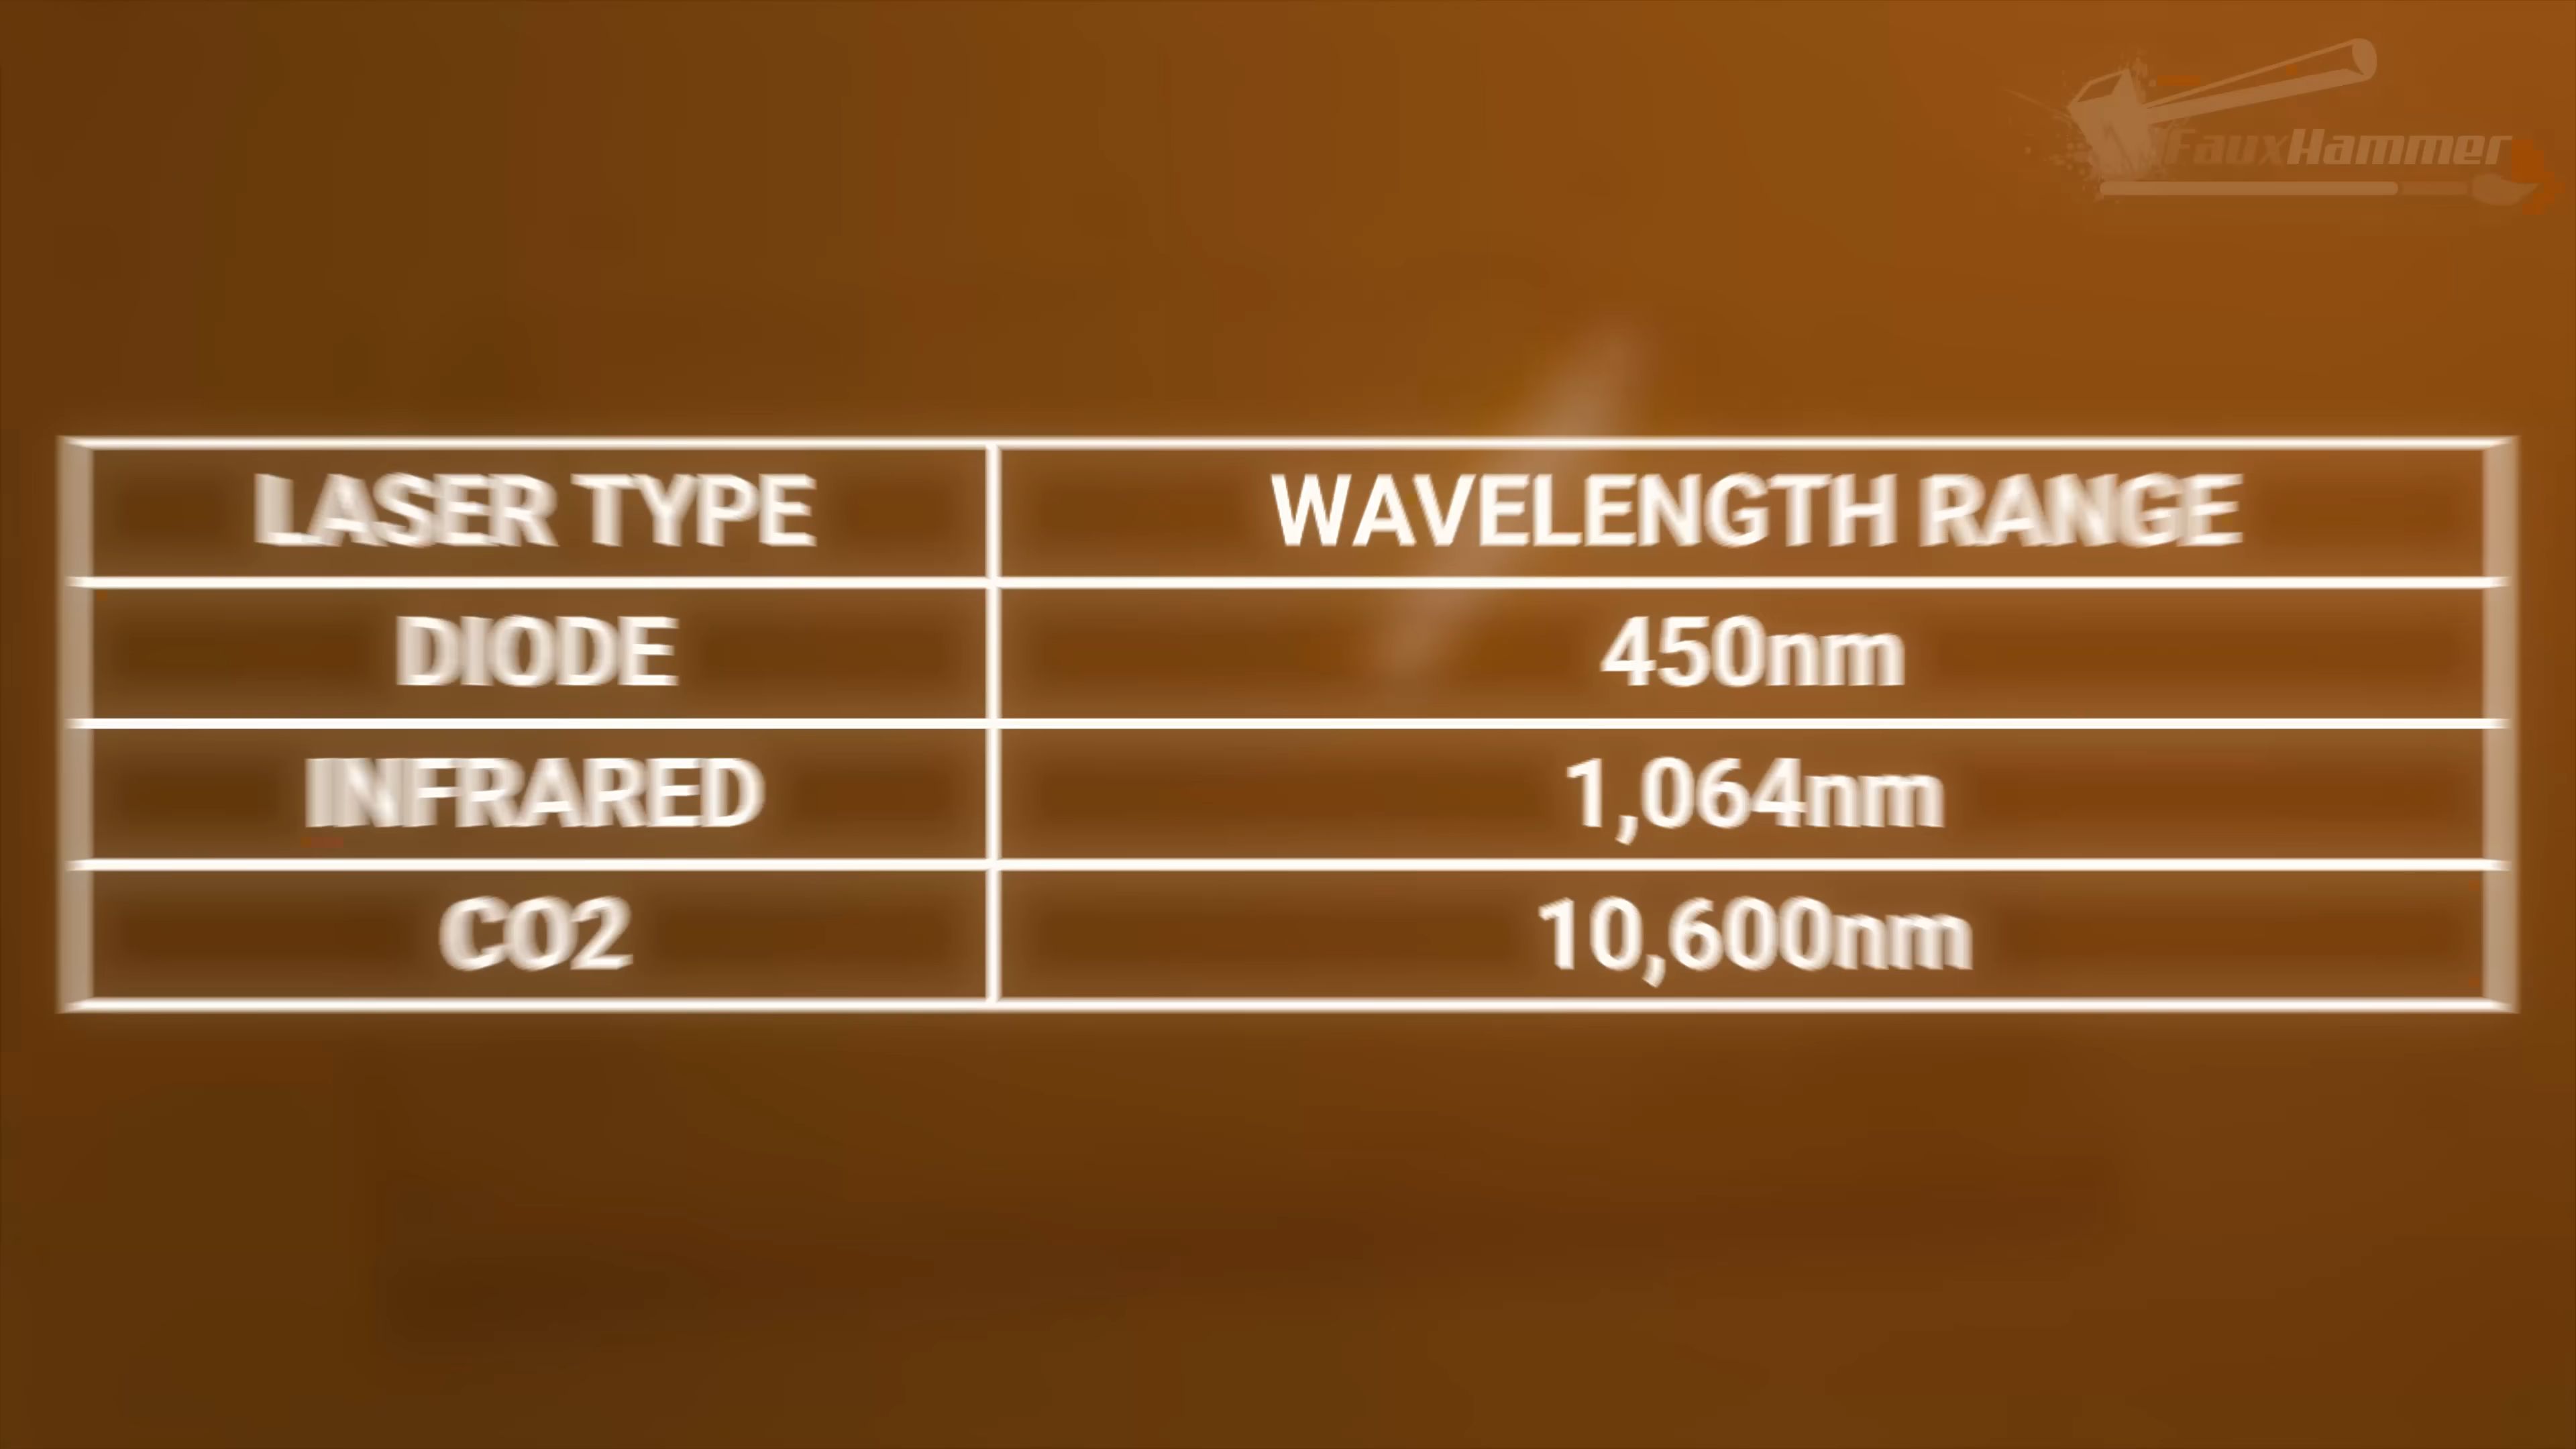 FauxHammer
LASER TYPE WAVELENGTH RANGE
DIODE 450nm
INFRARED 1,064nm
CO2 10,600nm